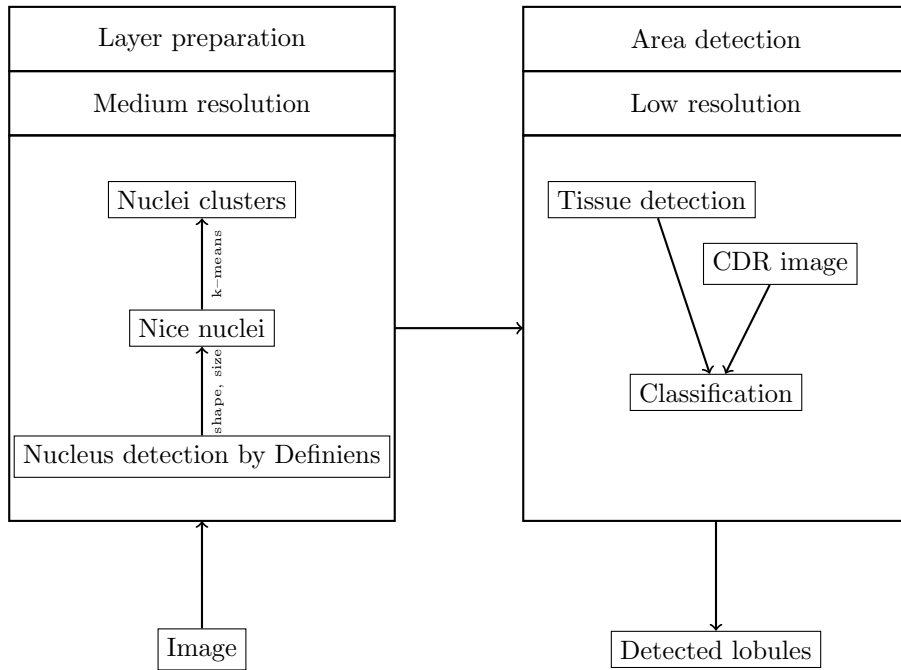 Layer preparation
Medium resolution
Nuclei clusters
k–means
Nice nuclei
shape, size
Nucleus detection by Definiens
Image
Area detection
Low resolution
Tissue detection
CDR image
Classification
Detected lobules